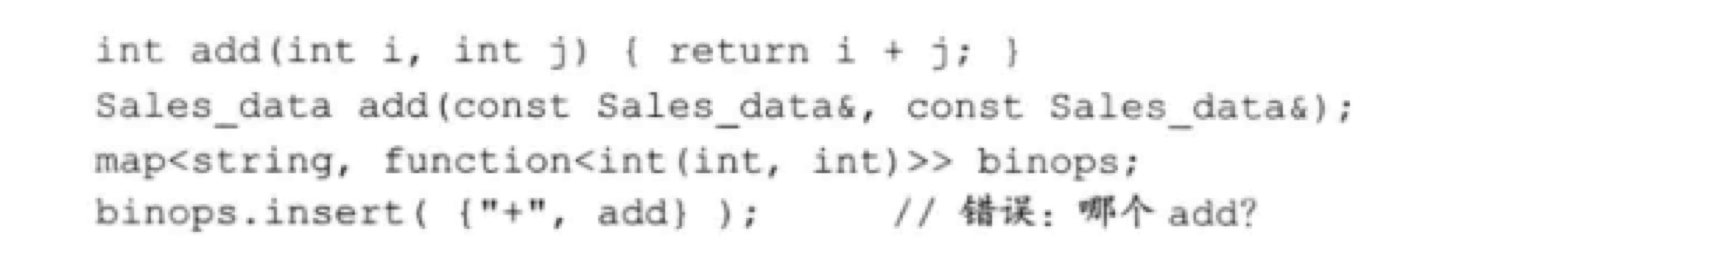 int add(int i, int j) { return i + j; }
Sales_data add(const Sales_data&, const Sales_data&);
map<string, function<int(int, int)>> binops;
binops.insert( {"+", add} ); // 错误：哪个 add?